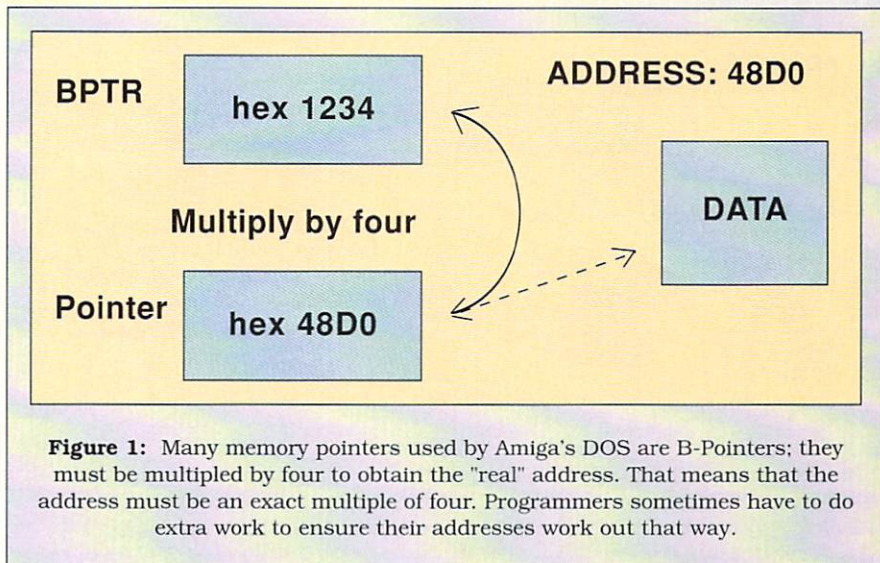 BPTR
hex 1234
ADDRESS: 48D0
Multiply by four
DATA
Pointer
hex 48D0
Figure 1: Many memory pointers used by Amiga's DOS are B-Pointers; they
must be multipled by four to obtain the "real" address. That means that the
address must be an exact multiple of four. Programmers sometimes have to do
extra work to ensure their addresses work out that way.